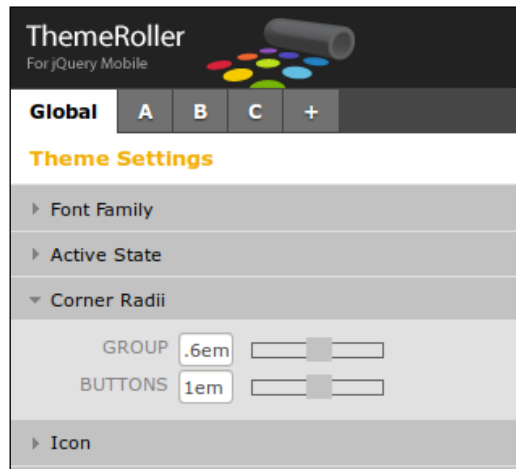 ThemeRoller
For jQuery Mobile
Global A B C +
Theme Settings
Font Family
Active State
Corner Radii
GROUP .6em
BUTTONS 1em
Icon